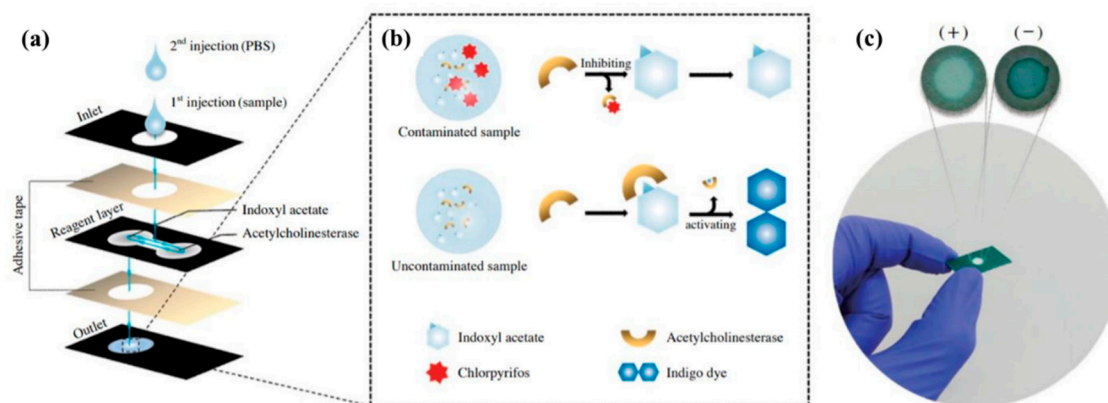 (a)
2nd injection (PBS)
1st injection (sample)
Inlet
Adhesive tape
Reagent layer
Indoxyl acetate
Acetylcholinesterase
Outlet
(b)
Inhibiting
Contaminated sample
activating
Uncontaminated sample
Indoxyl acetate
Acetylcholinesterase
Chlorpyrifos
Indigo dye
(c)
(+)
(−)